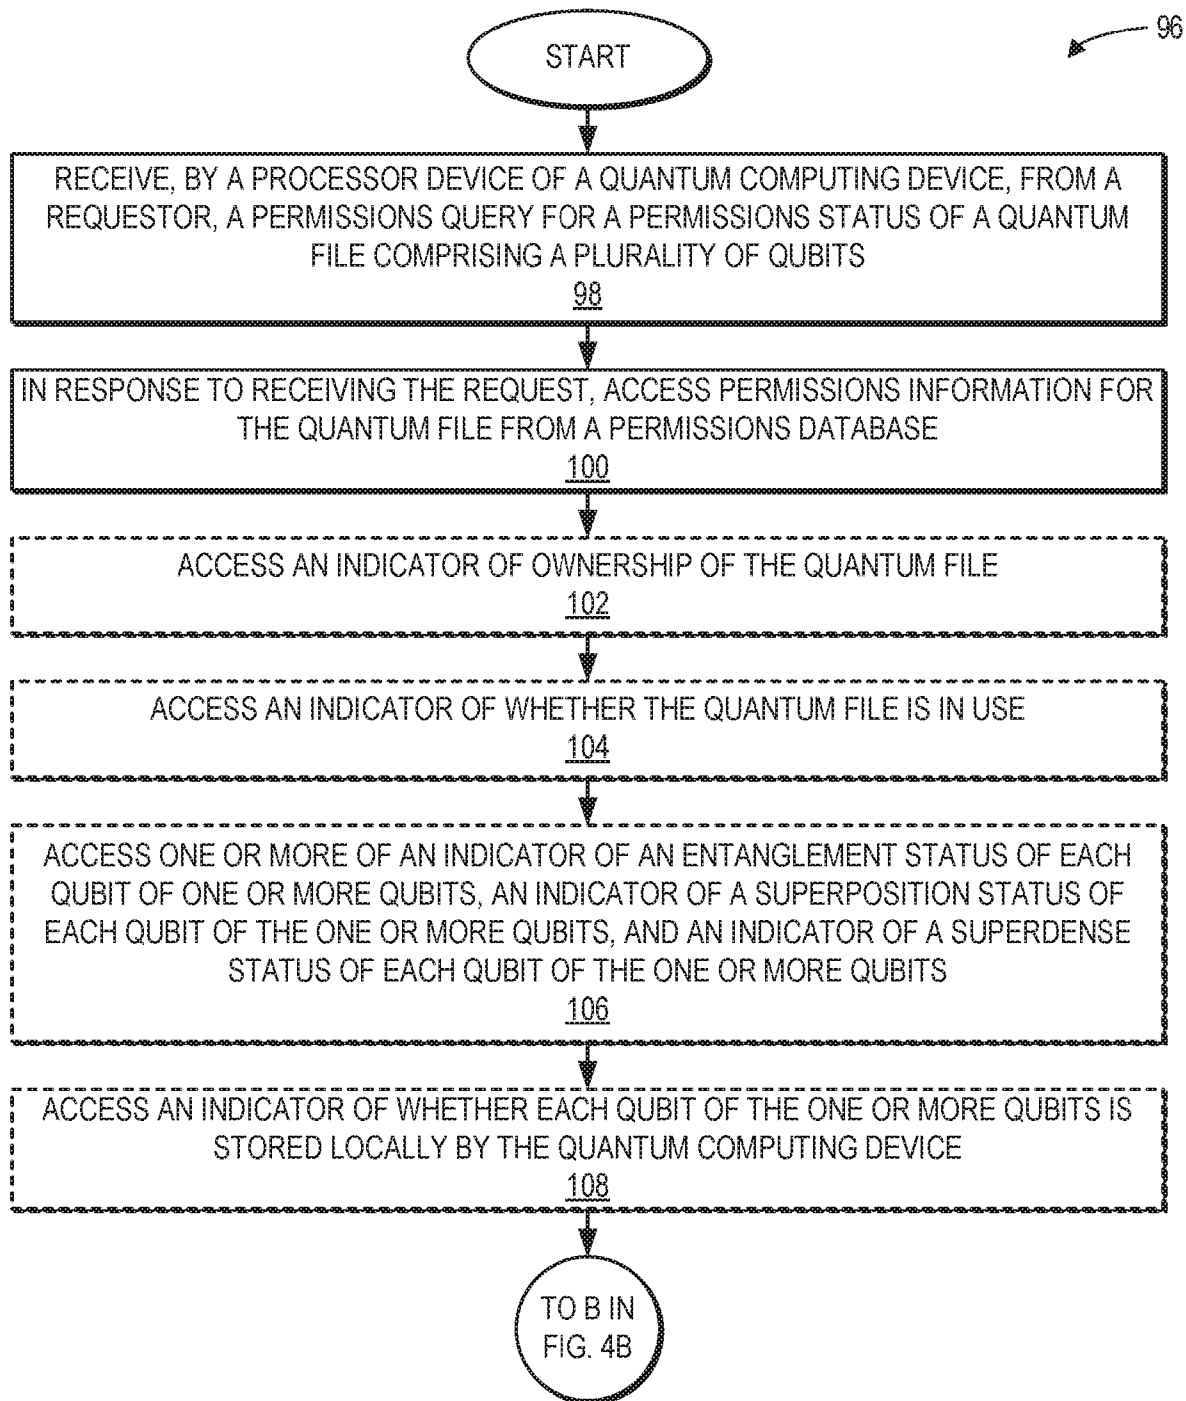 96
START
RECEIVE, BY A PROCESSOR DEVICE OF A QUANTUM COMPUTING DEVICE, FROM A
REQUESTOR, A PERMISSIONS QUERY FOR A PERMISSIONS STATUS OF A QUANTUM
FILE COMPRISING A PLURALITY OF QUBITS
98
IN RESPONSE TO RECEIVING THE REQUEST, ACCESS PERMISSIONS INFORMATION FOR
THE QUANTUM FILE FROM A PERMISSIONS DATABASE
100
ACCESS AN INDICATOR OF OWNERSHIP OF THE QUANTUM FILE
102
ACCESS AN INDICATOR OF WHETHER THE QUANTUM FILE IS IN USE
104
ACCESS ONE OR MORE OF AN INDICATOR OF AN ENTANGLEMENT STATUS OF EACH
QUBIT OF ONE OR MORE QUBITS, AN INDICATOR OF A SUPERPOSITION STATUS OF
EACH QUBIT OF THE ONE OR MORE QUBITS, AND AN INDICATOR OF A SUPERDENSE
STATUS OF EACH QUBIT OF THE ONE OR MORE QUBITS
106
ACCESS AN INDICATOR OF WHETHER EACH QUBIT OF THE ONE OR MORE QUBITS IS
STORED LOCALLY BY THE QUANTUM COMPUTING DEVICE
108
TO B IN
FIG. 4B